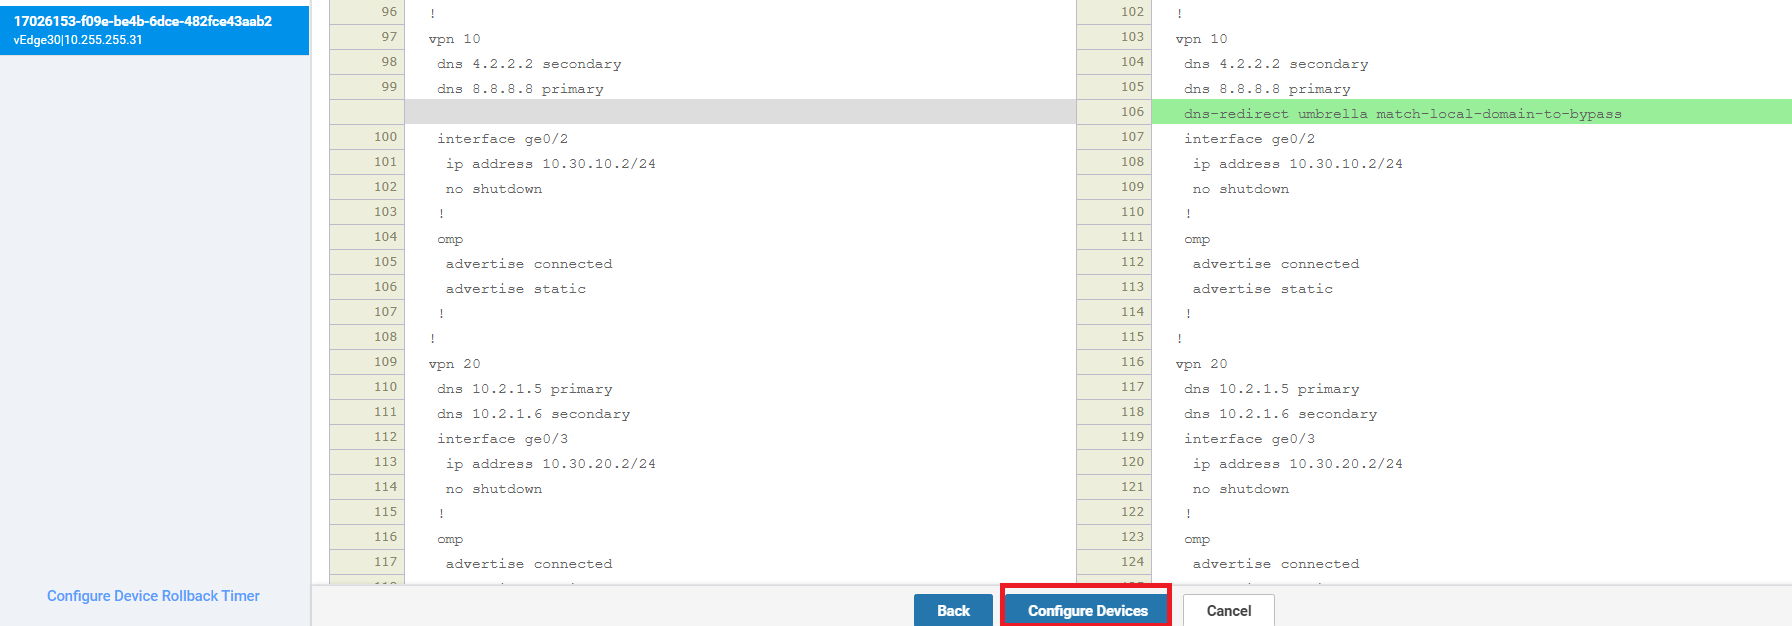 17026153-f09e-be4b-6dce-482fce43aab2
vEdge30|10.255.255.31
Configure Device Rollback Timer
96 !
97 vpn 10
98 dns 4.2.2.2 secondary
99 dns 8.8.8.8 primary
100 interface ge0/2
101 ip address 10.30.10.2/24
102 no shutdown
103 !
104 omp
105 advertise connected
106 advertise static
107 !
108 !
109 vpn 20
110 dns 10.2.1.5 primary
111 dns 10.2.1.6 secondary
112 interface ge0/3
113 ip address 10.30.20.2/24
114 no shutdown
115 !
116 omp
117 advertise connected
102 !
103 vpn 10
104 dns 4.2.2.2 secondary
105 dns 8.8.8.8 primary
106 dns-redirect umbrella match-local-domain-to-bypass
107 interface ge0/2
108 ip address 10.30.10.2/24
109 no shutdown
110 !
111 omp
112 advertise connected
113 advertise static
114 !
115 !
116 vpn 20
117 dns 10.2.1.5 primary
118 dns 10.2.1.6 secondary
119 interface ge0/3
120 ip address 10.30.20.2/24
121 no shutdown
122 !
123 omp
124 advertise connected
Back
Configure Devices
Cancel